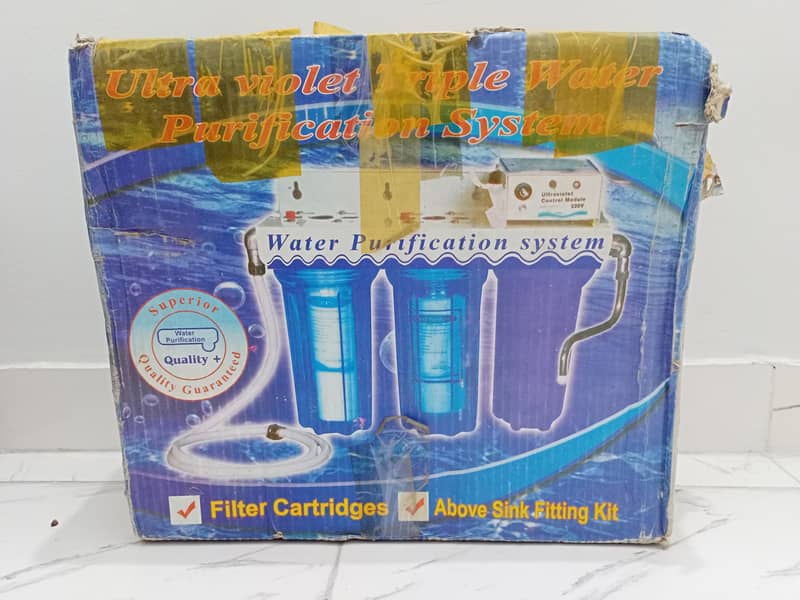 Ultra violet Triple Water
Purification System
Ultraviolet
Control Module
220V
Water Purification system
Superior
Water
Purification
Quality +
Quality Guaranteed
Filter Cartridges
Above Sink Fitting Kit